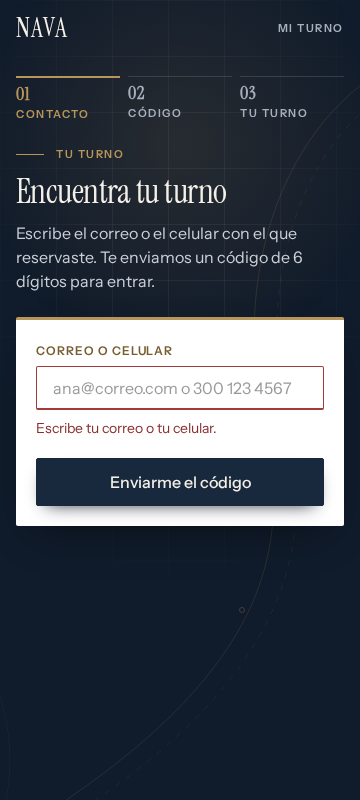 NAVA
MI TURNO
01
CONTACTO
02
CÓDIGO
03
TU TURNO
TU TURNO
Encuentra tu turno
Escribe el correo o el celular con el que
reservaste. Te enviamos un código de 6
dígitos para entrar.
CORREO O CELULAR
ana@correo.com o 300 123 4567
Escribe tu correo o tu celular.
Enviarme el código